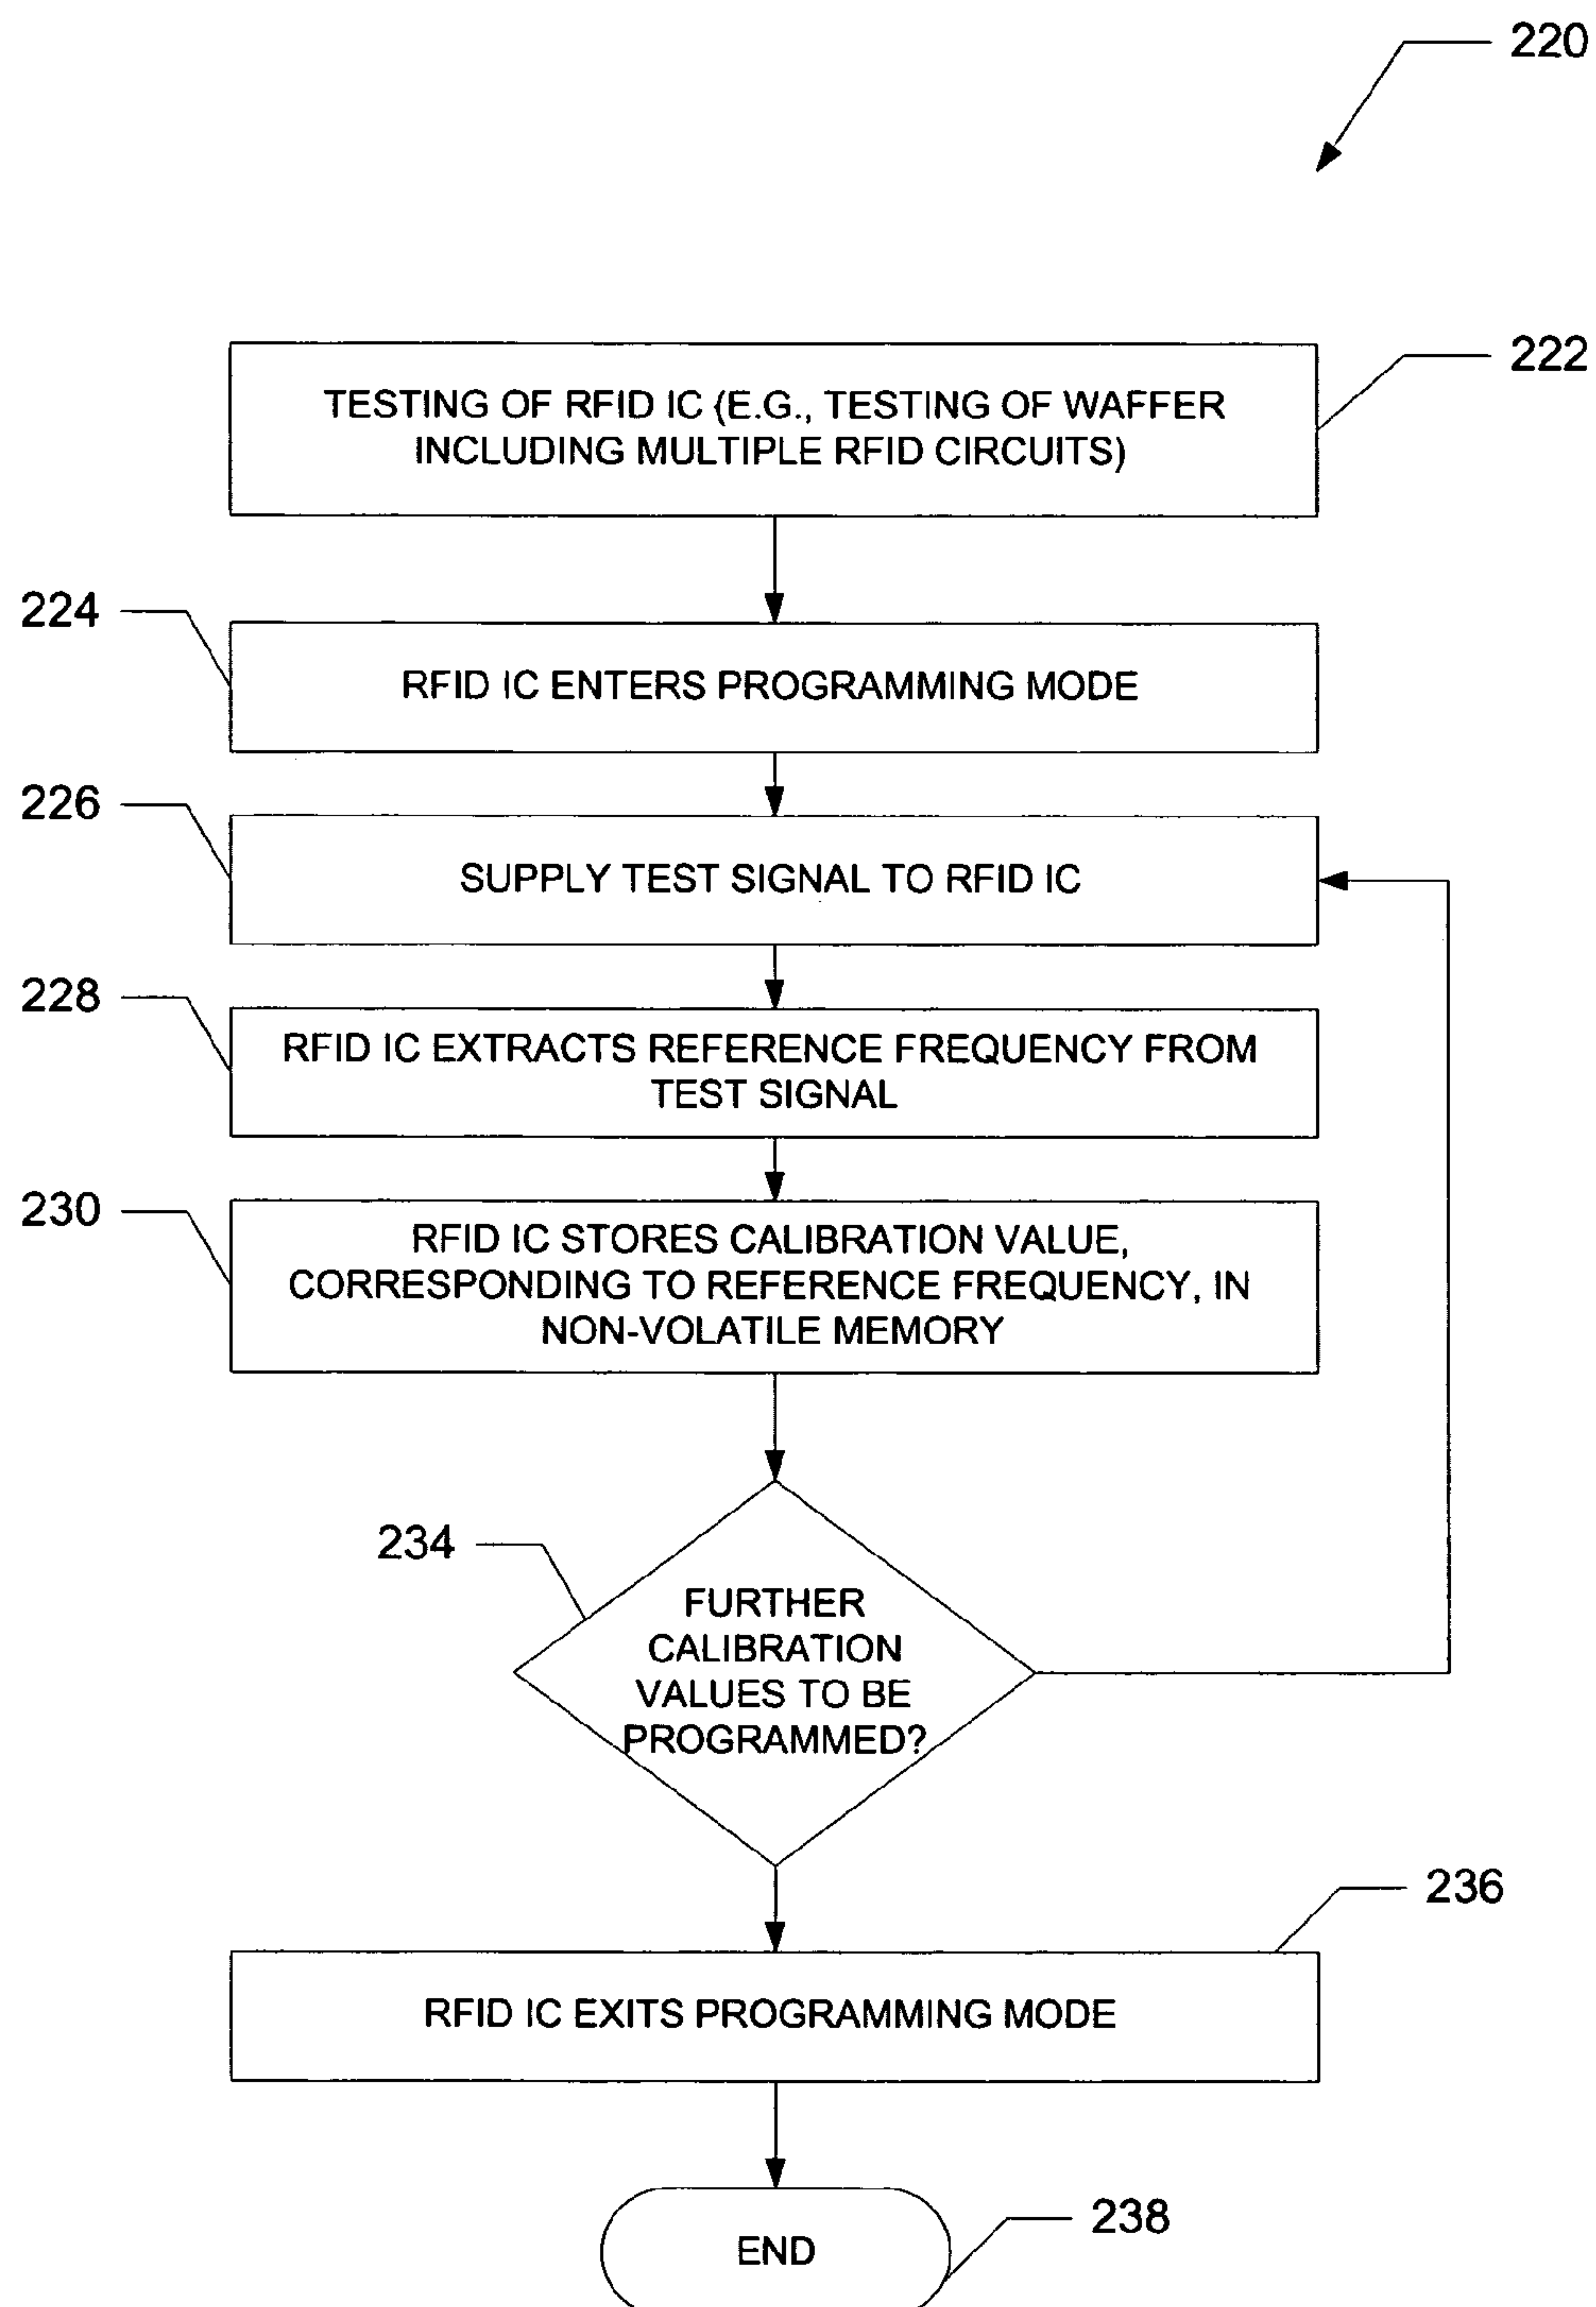 220
TESTING OF RFID IC (E.G., TESTING OF WAFFER
INCLUDING MULTIPLE RFID CIRCUITS)
222
224
RFID IC ENTERS PROGRAMMING MODE
226
SUPPLY TEST SIGNAL TO RFID IC
228
RFID IC EXTRACTS REFERENCE FREQUENCY FROM
TEST SIGNAL
230
RFID IC STORES CALIBRATION VALUE,
CORRESPONDING TO REFERENCE FREQUENCY, IN
NON-VOLATILE MEMORY
234
FURTHER
CALIBRATION
VALUES TO BE
PROGRAMMED?
236
RFID IC EXITS PROGRAMMING MODE
238
END